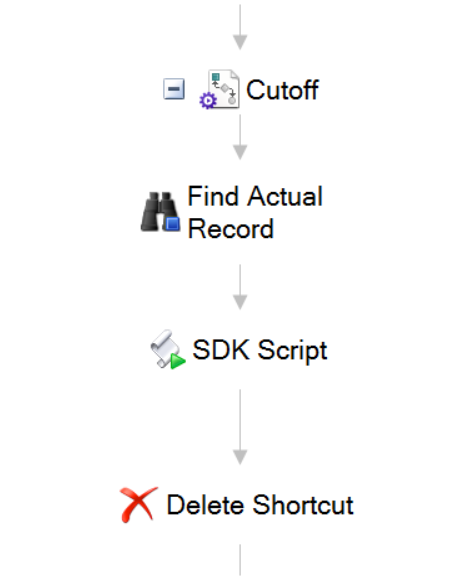 Cutoff
Find Actual
Record
SDK Script
Delete Shortcut